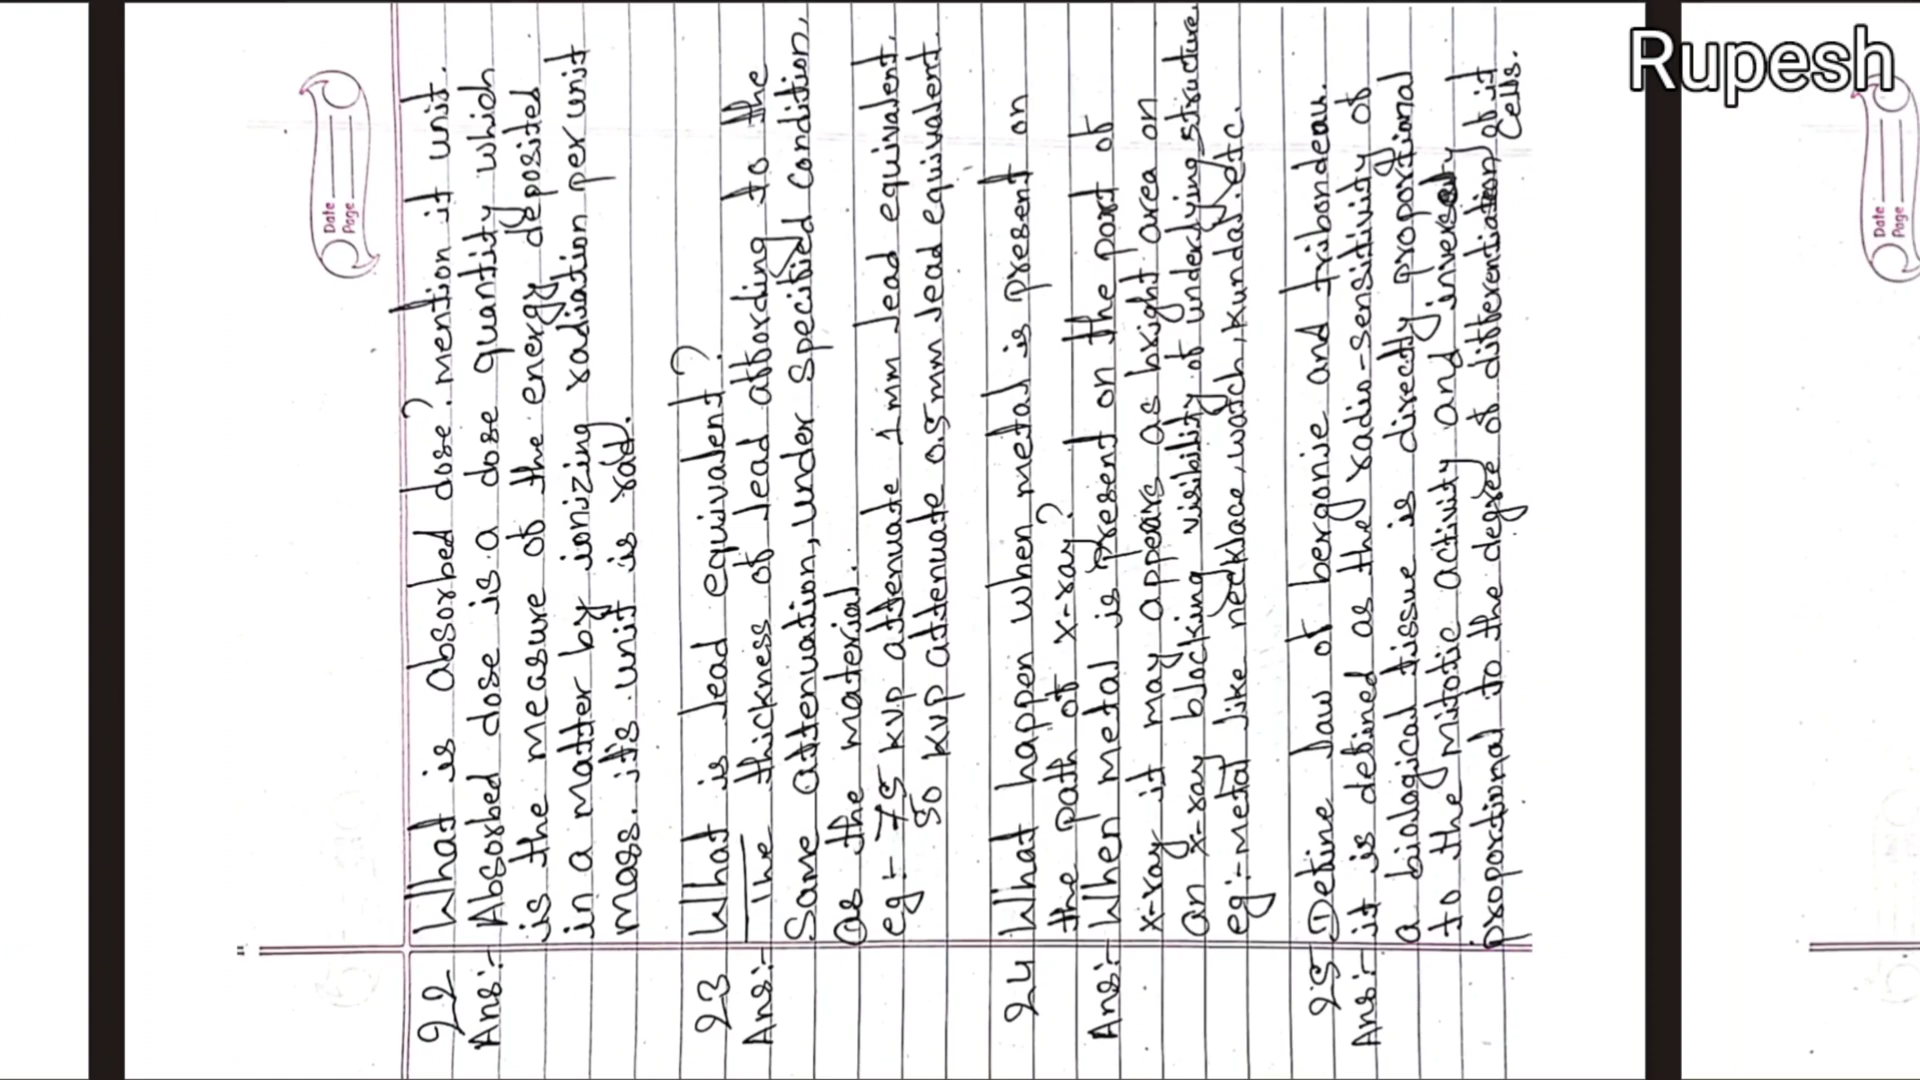 Rupesh
Date
Page
22 What is absorbed dose? mention it unit.
Ans:- Absorbed dose is a dose quantity which
is the measure of the energy deposited
in a matter by ionizing radiation per unit
mass. it's unit is rad.
23 What is lead equivalent?
Ans:- The thickness of lead affording to the
Same attenuation, under specified condition,
as the material.
eg:- 75 kvp attenuate 1mm lead equivalent,
50 kvp attenuate 0.5mm lead equivalent.
24 What happen when metal is present on
the path of x-ray?
Ans:- When metal is present on the part of
x-ray it may appears as bright area on
an x-ray blocking visibility of underlying structure.
eg:- metal like necklace, watch, kundal. etc.
25 Define law of bergonie and tribondeau.
Ans:- it is defined as the radio-sensitivity of
a biological tissue is directly proportional
to the mitotic activity and inversely
proportional to the degree of differentiation of it
cells.
Date
Page